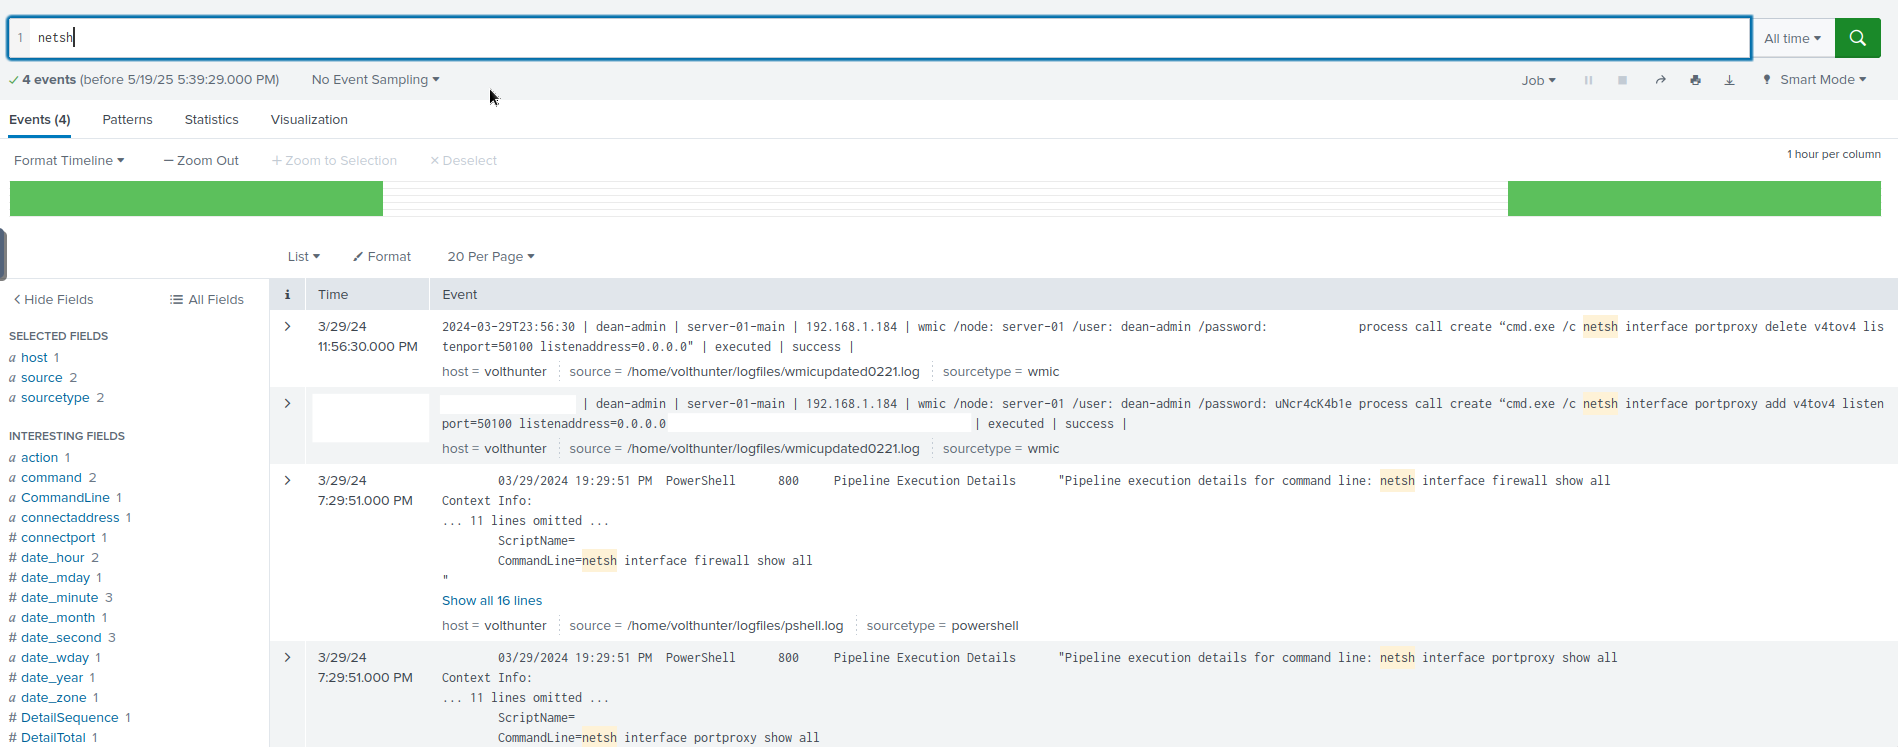 1 netsh
All time
4 events (before 5/19/25 5:39:29.000 PM) No Event Sampling Job Smart Mode
Events (4) Patterns Statistics Visualization
Format Timeline — Zoom Out + Zoom to Selection × Deselect 1 hour per column
List Format 20 Per Page
Hide Fields All Fields
SELECTED FIELDS
a host 1
a source 2
a sourcetype 2
INTERESTING FIELDS
a action 1
a command 2
a CommandLine 1
a connectaddress 1
# connectport 1
# date_hour 2
# date_mday 1
# date_minute 3
a date_month 1
# date_second 3
a date_wday 1
# date_year 1
a date_zone 1
# DetailSequence 1
# DetailTotal 1
i Time Event
3/29/24
11:56:30.000 PM
2024-03-29T23:56:30 | dean-admin | server-01-main | 192.168.1.184 | wmic /node: server-01 /user: dean-admin /password: process call create “cmd.exe /c netsh interface portproxy delete v4tov4 lis
tenport=50100 listenaddress=0.0.0.0" | executed | success |
host = volthunter source = /home/volthunter/logfiles/wmicupdated0221.log sourcetype = wmic
| dean-admin | server-01-main | 192.168.1.184 | wmic /node: server-01 /user: dean-admin /password: uNcr4cK4b1e process call create “cmd.exe /c netsh interface portproxy add v4tov4 listen
port=50100 listenaddress=0.0.0.0 | executed | success |
host = volthunter source = /home/volthunter/logfiles/wmicupdated0221.log sourcetype = wmic
3/29/24
7:29:51.000 PM
03/29/2024 19:29:51 PM PowerShell 800 Pipeline Execution Details "Pipeline execution details for command line: netsh interface firewall show all
Context Info:
... 11 lines omitted ...
ScriptName=
CommandLine=netsh interface firewall show all
"
Show all 16 lines
host = volthunter source = /home/volthunter/logfiles/pshell.log sourcetype = powershell
3/29/24
7:29:51.000 PM
03/29/2024 19:29:51 PM PowerShell 800 Pipeline Execution Details "Pipeline execution details for command line: netsh interface portproxy show all
Context Info:
... 11 lines omitted ...
ScriptName=
CommandLine=netsh interface portproxy show all